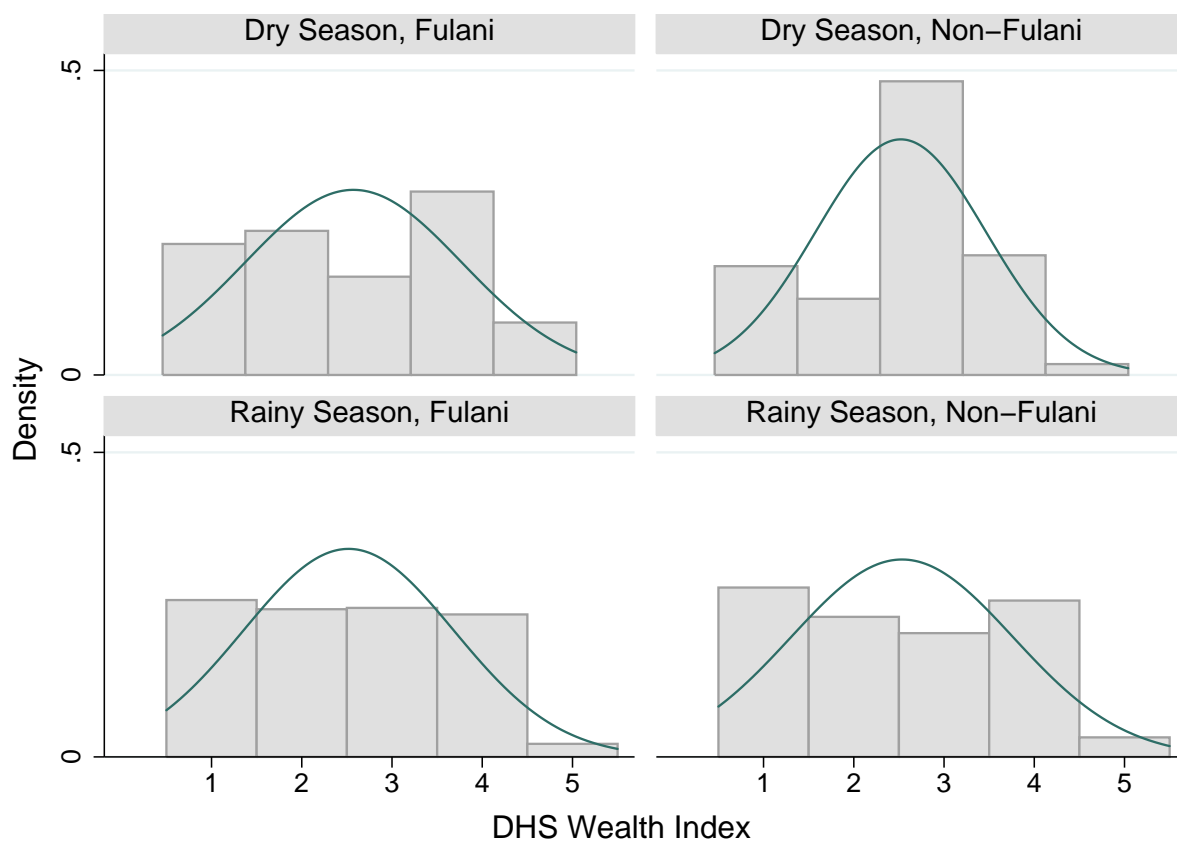 Dry Season, Fulani
Dry Season, Non−Fulani
.5
0
Rainy Season, Fulani
Rainy Season, Non−Fulani
.5
0
Density
1 2 3 4 5
1 2 3 4 5
DHS Wealth Index